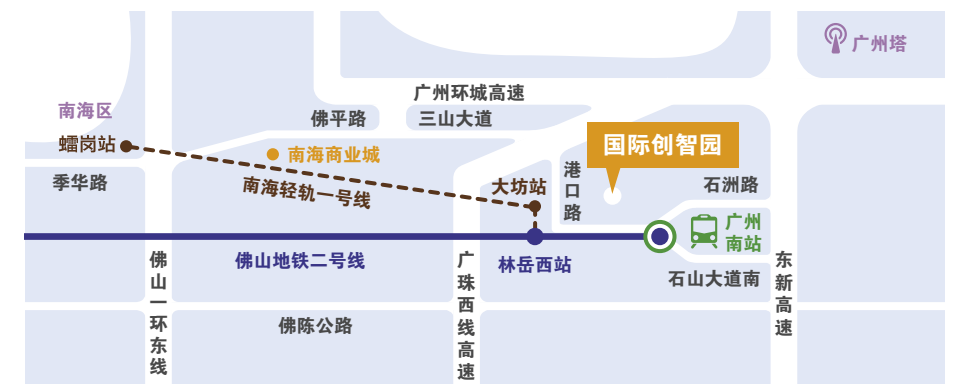 广州塔
广州环城高速
南海区
佛平路
三山大道
蠕岗站
国际创智园
南海商业城
港口路
季华路
南海轻轨一号线
大坊站
石洲路
广州
南站
佛山地铁二号线
林岳西站
石山大道南
佛山一环东线
广珠西线高速
东新高速
佛陈公路